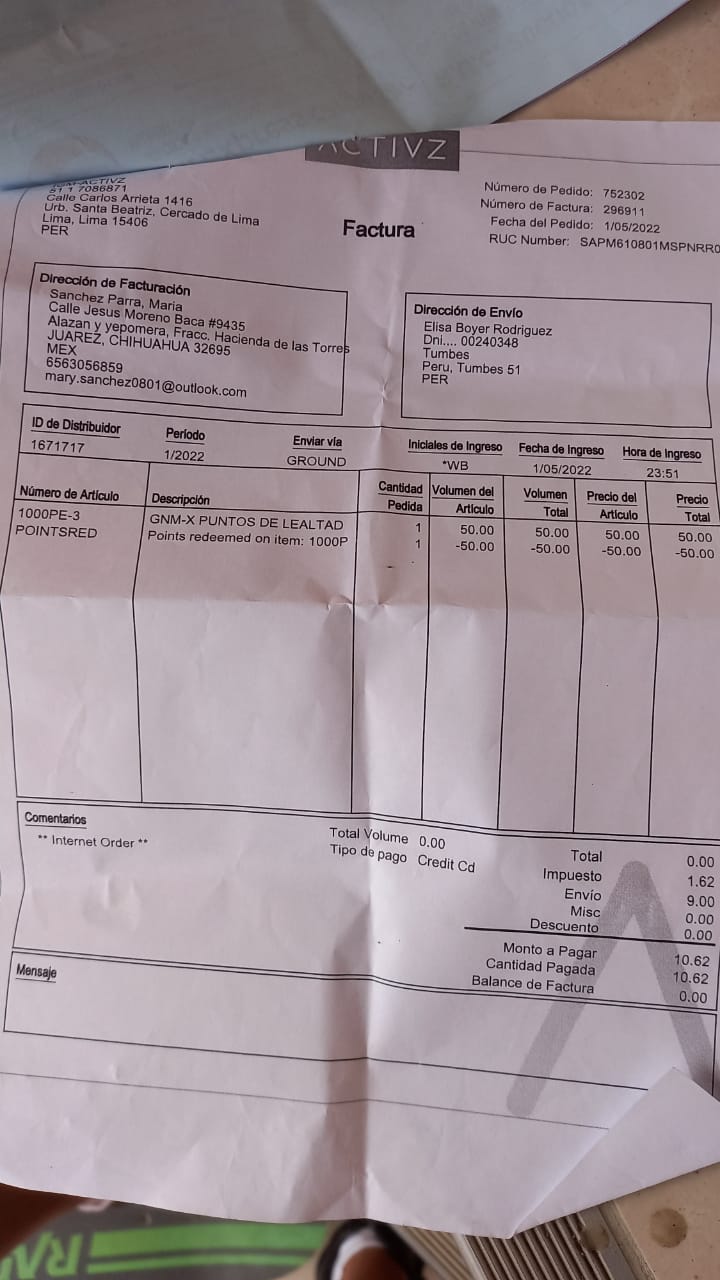 ACTIVZ
51 1 7086871
Calle Carlos Arrieta 1416
Urb. Santa Beatriz, Cercado de Lima
Lima, Lima 15406
PER
Factura
Número de Pedido: 752302
Número de Factura: 296911
Fecha del Pedido: 1/05/2022
RUC Number: SAPM610801MSPNRR0
Dirección de Facturación
Sanchez Parra, Maria
Calle Jesus Moreno Baca #9435
Alazan y yepomera, Fracc. Hacienda de las Torres
JUAREZ, CHIHUAHUA 32695
MEX
6563056859
mary.sanchez0801@outlook.com
Dirección de Envío
Elisa Boyer Rodriguez
Dni.... 00240348
Tumbes
Peru, Tumbes 51
PER
ID de Distribuidor Período Enviar vía Iniciales de Ingreso Fecha de Ingreso Hora de Ingreso
1671717 1/2022 GROUND *WB 1/05/2022 23:51
Número de Artículo Descripción Cantidad Pedida Volumen del Artículo Volumen Total Precio del Artículo Precio Total
1000PE-3 GNM-X PUNTOS DE LEALTAD 1 50.00 50.00 50.00 50.00
POINTSRED Points redeemed on item: 1000P 1 -50.00 -50.00 -50.00 -50.00
Comentarios
** Internet Order **
Total Volume 0.00
Tipo de pago Credit Cd
Total 0.00
Impuesto 1.62
Envío 9.00
Misc 0.00
Descuento 0.00
Monto a Pagar 10.62
Cantidad Pagada 10.62
Balance de Factura 0.00
Mensaje